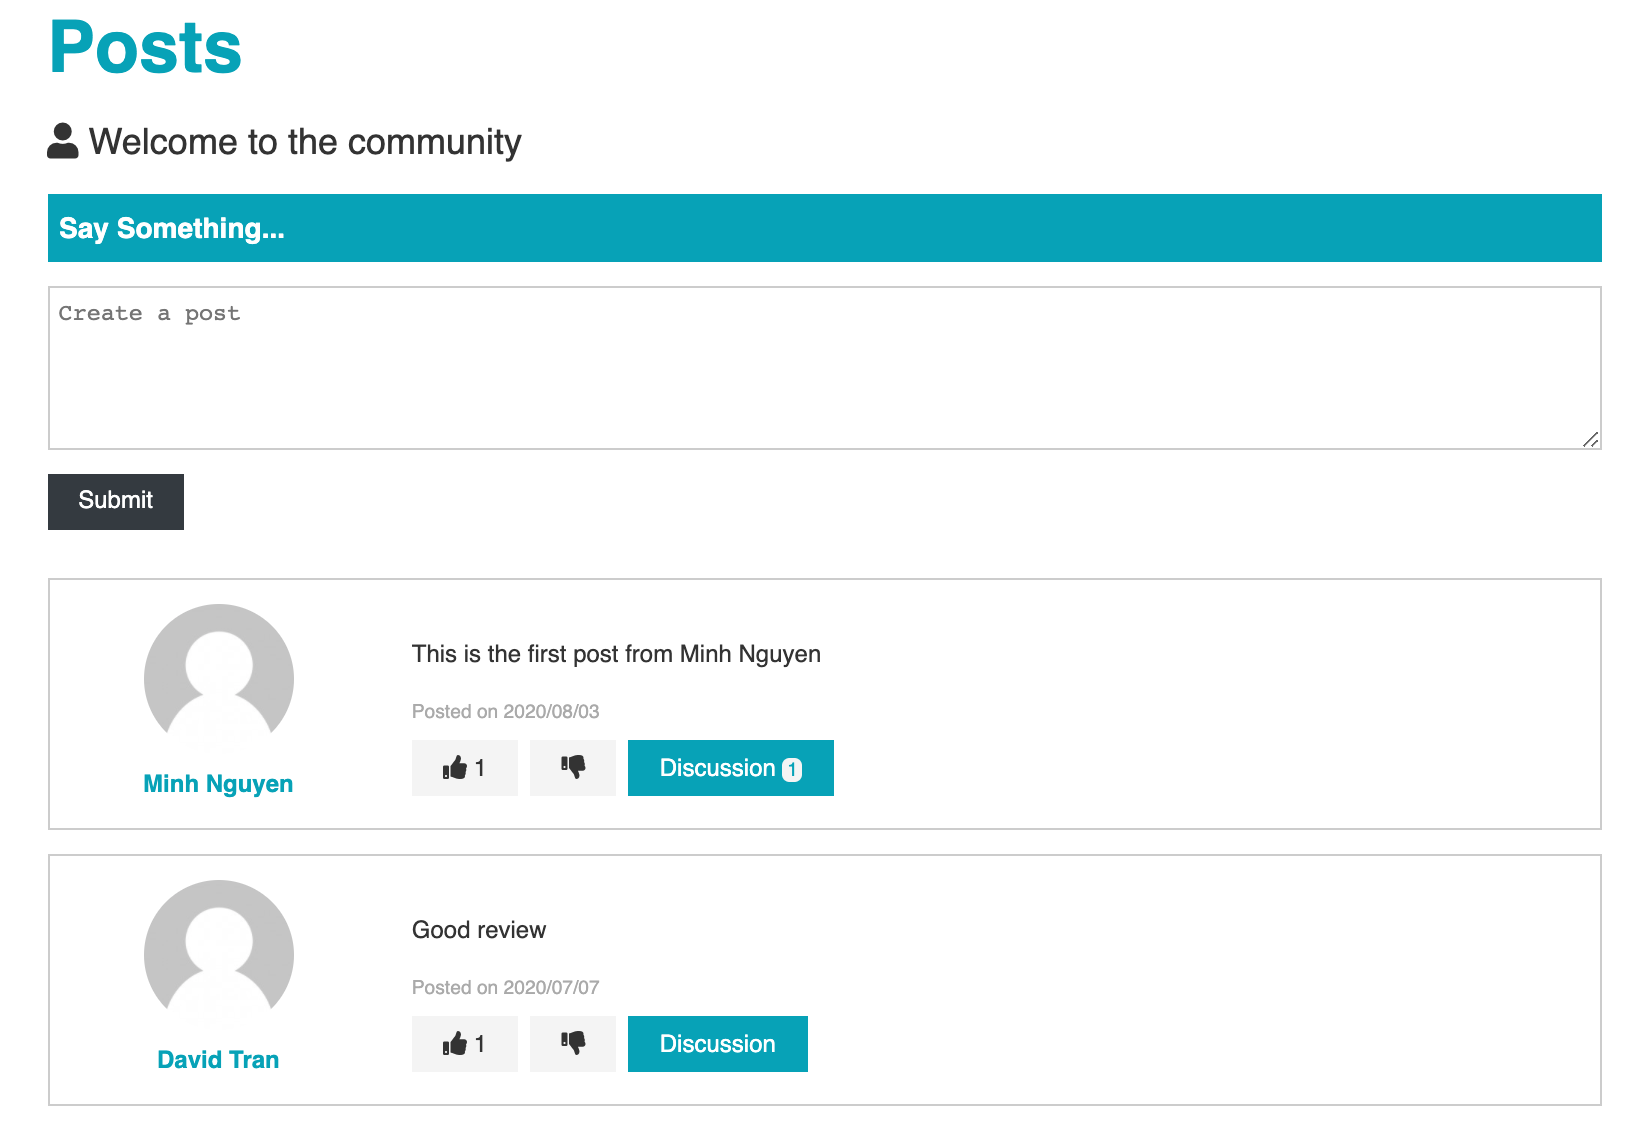 Posts
Welcome to the community
Say Something...
Create a post
Submit
This is the first post from Minh Nguyen
Posted on 2020/08/03
1
Discussion 1
Minh Nguyen
Good review
Posted on 2020/07/07
1
Discussion
David Tran